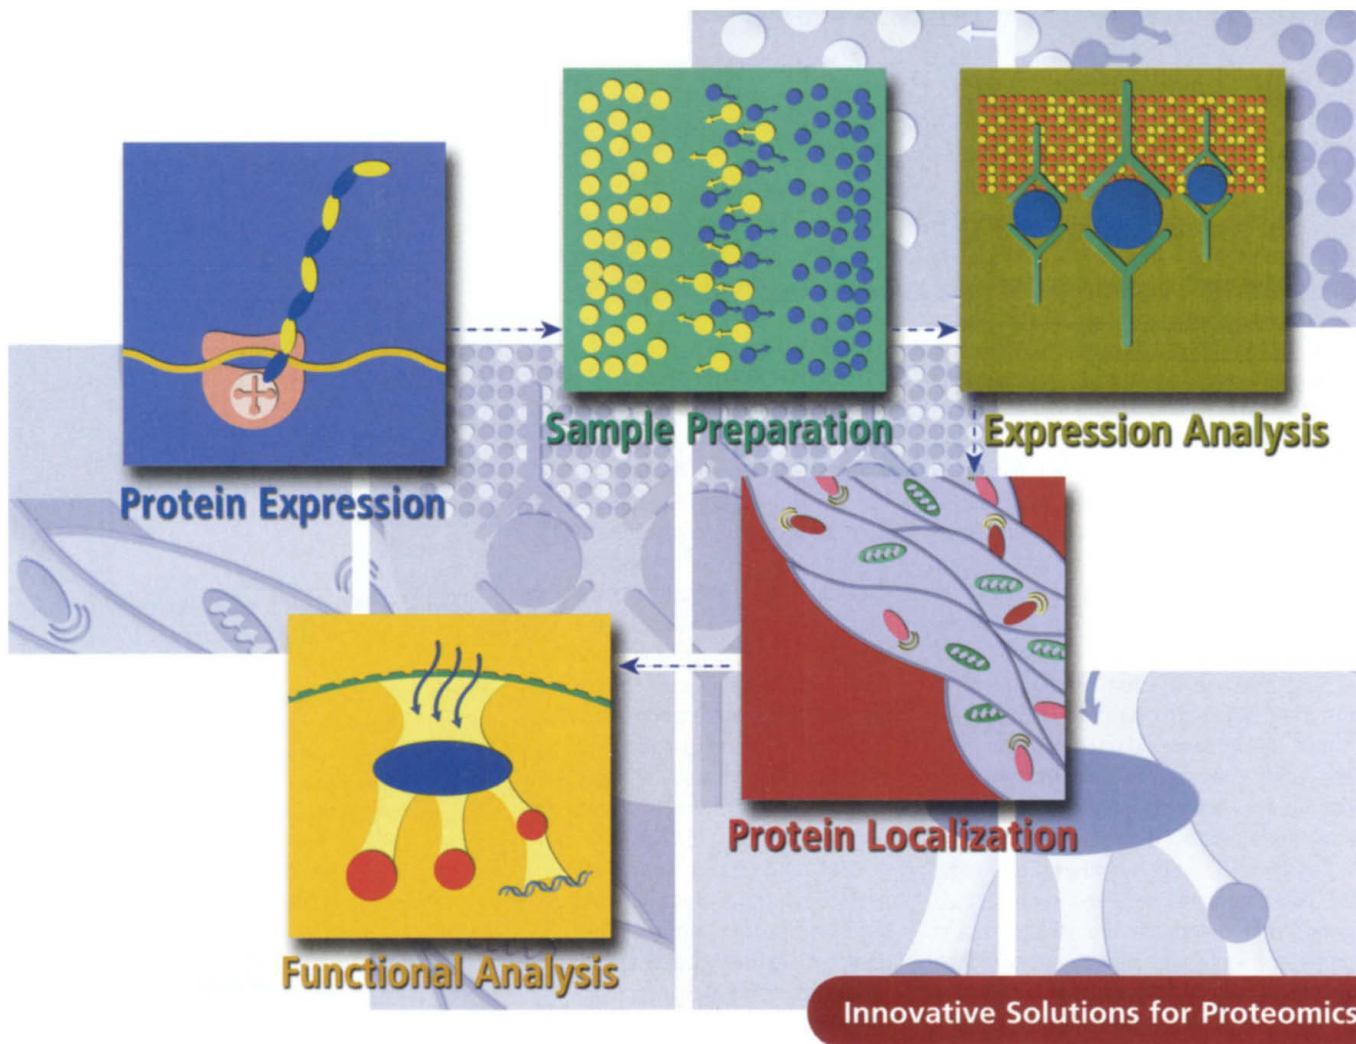 Protein Expression
Sample Preparation
Expression Analysis
Protein Localization
Functional Analysis
Innovative Solutions for Proteomics